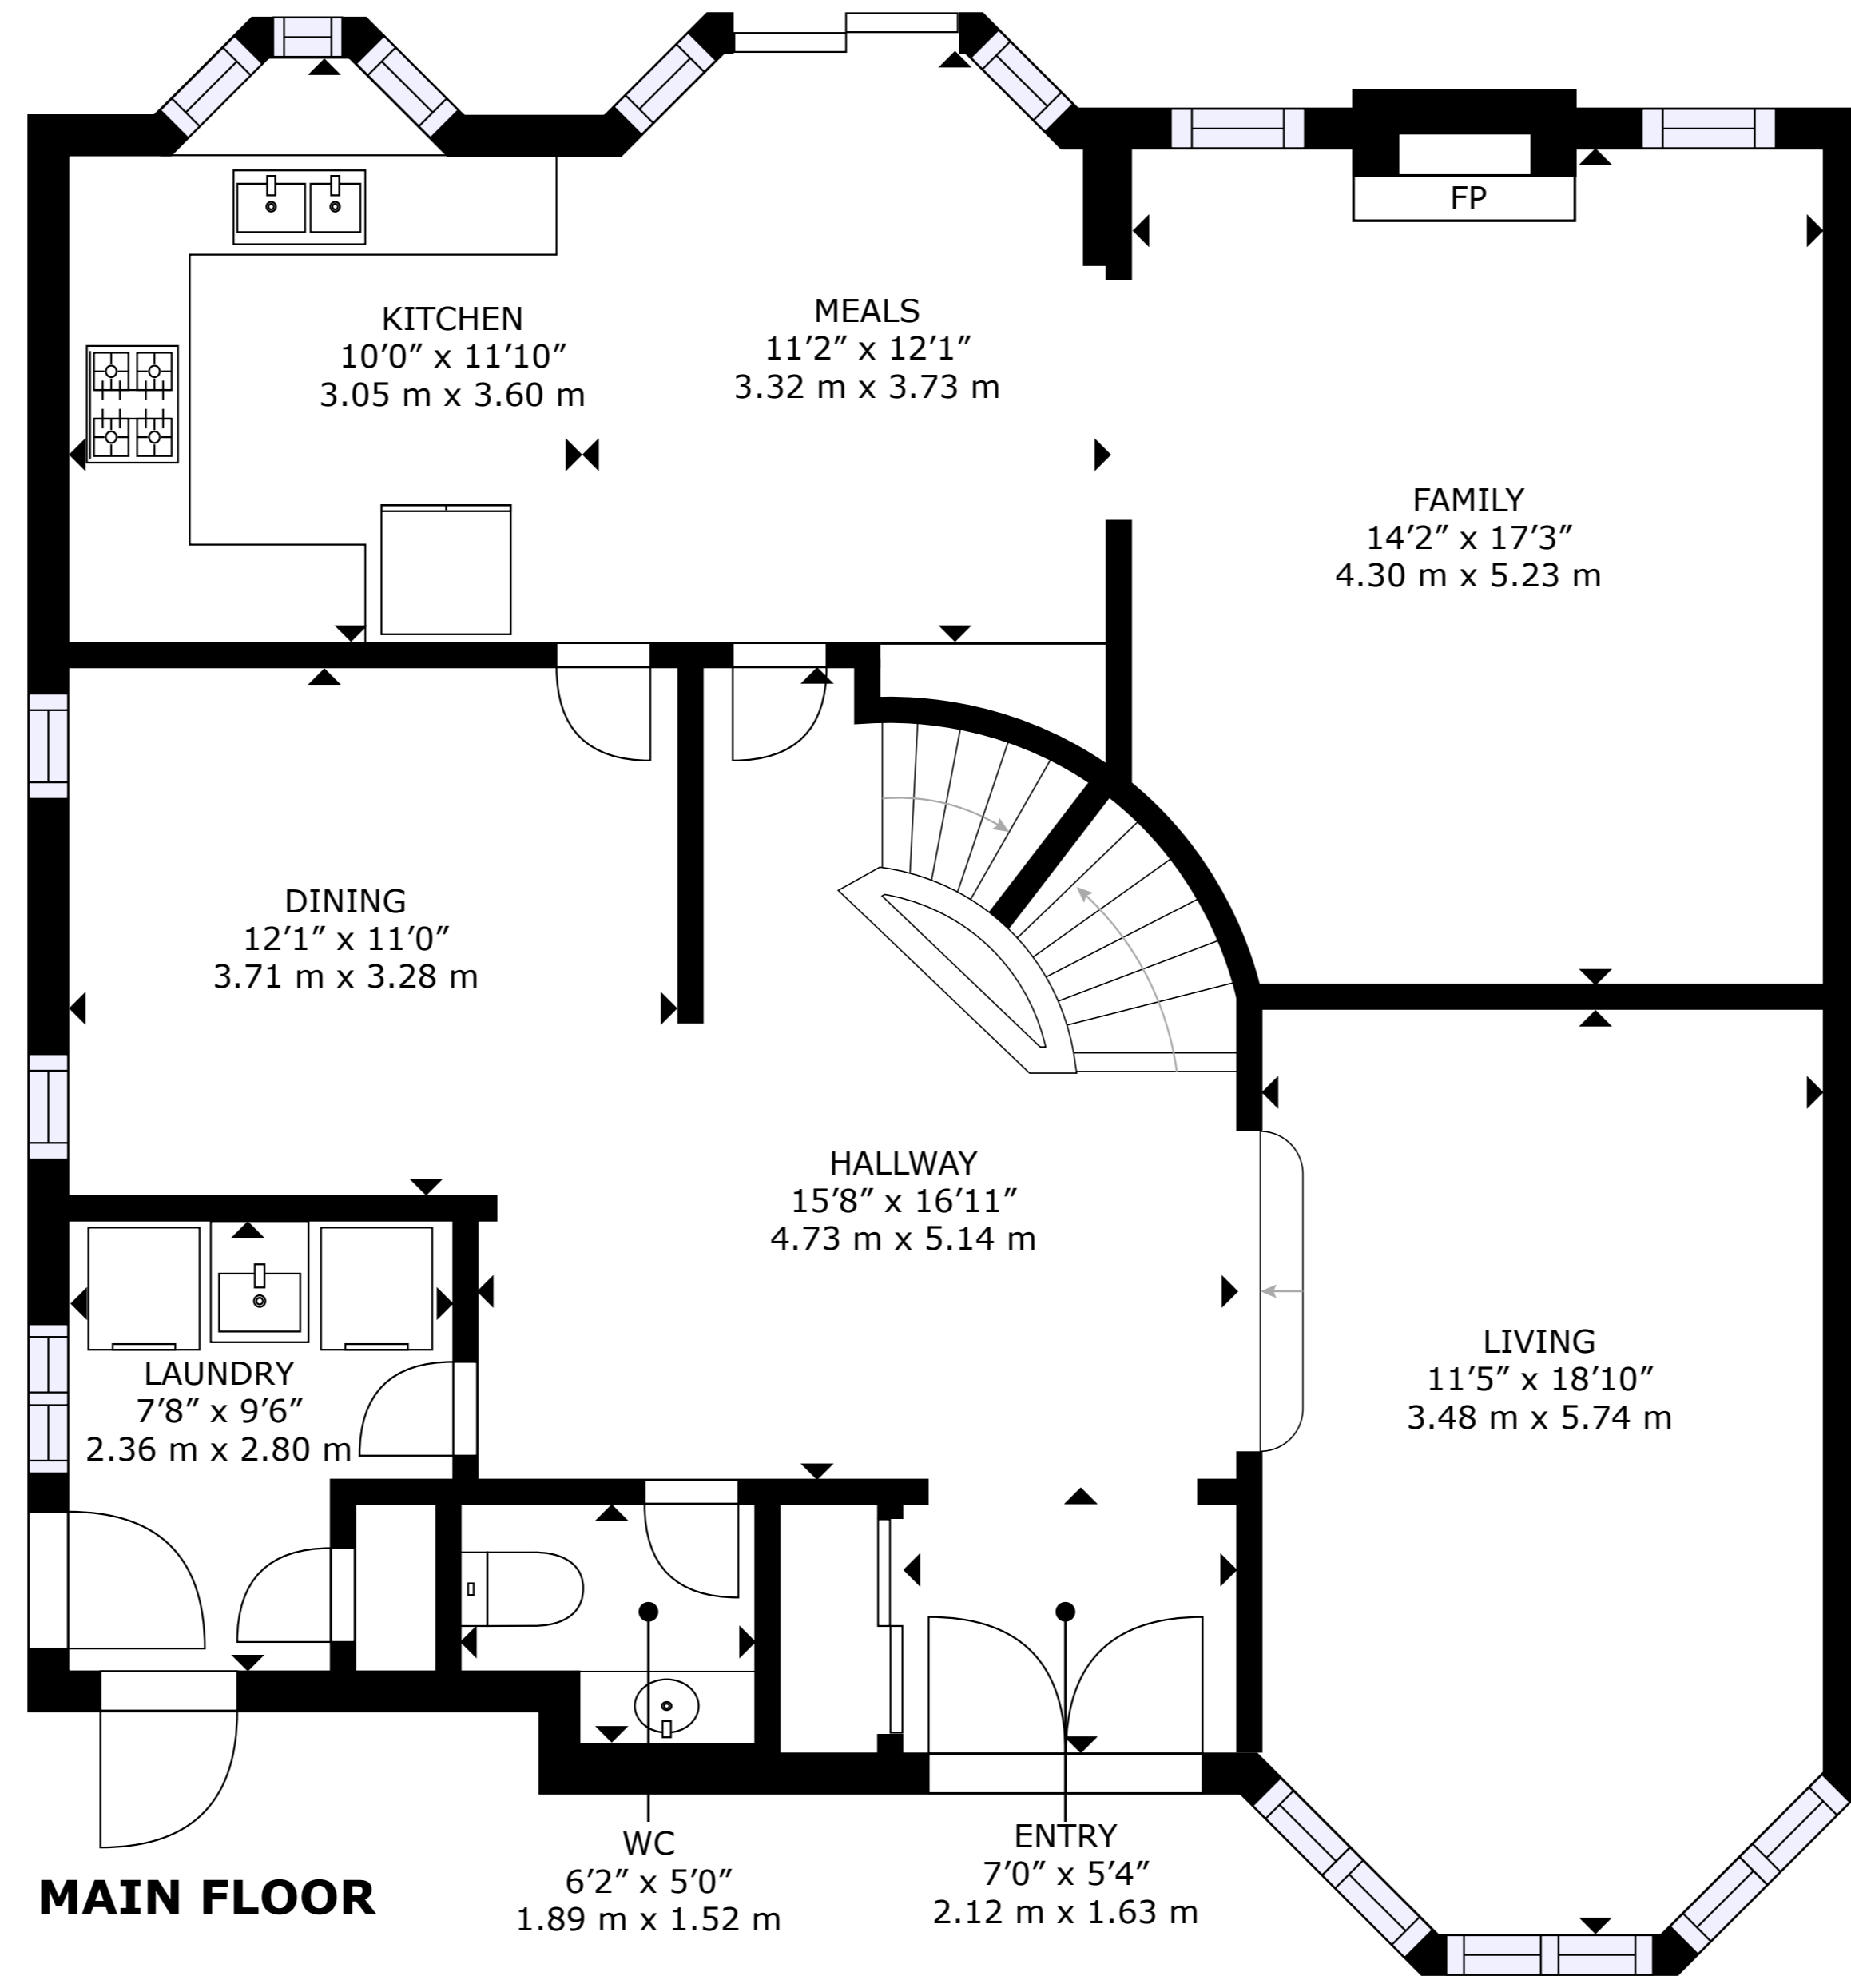 FP
KITCHEN
10’0” x 11’10”
3.05 m x 3.60 m
MEALS
11’2” x 12’1”
3.32 m x 3.73 m
FAMILY
14’2” x 17’3”
4.30 m x 5.23 m
DINING
12’1” x 11’0”
3.71 m x 3.28 m
HALLWAY
15’8” x 16’11”
4.73 m x 5.14 m
LIVING
11’5” x 18’10”
3.48 m x 5.74 m
LAUNDRY
7’8” x 9’6”
2.36 m x 2.80 m
WC
6’2” x 5’0”
1.89 m x 1.52 m
ENTRY
7’0” x 5’4”
2.12 m x 1.63 m
MAIN FLOOR